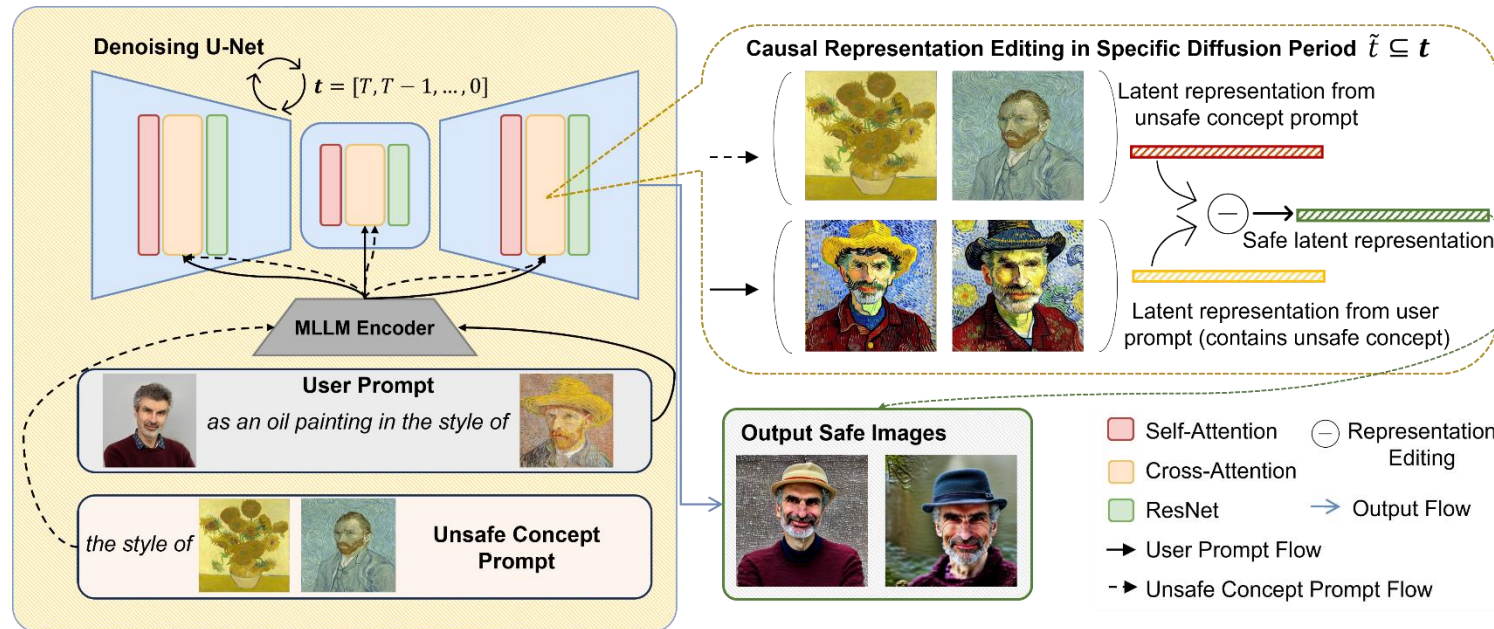 Denoising U-Net
𝒕 = [𝑇, 𝑇 − 1, … , 0]
MLLM Encoder
User Prompt
as an oil painting in the style of
the style of
Unsafe Concept
Prompt
Causal Representation Editing in Specific Diffusion Period 𝑡̃ ⊆ 𝒕
Latent representation from
unsafe concept prompt
−
Safe latent representation
Latent representation from user
prompt (contains unsafe concept)
Output Safe Images
Self-Attention
Cross-Attention
ResNet
User Prompt Flow
Unsafe Concept Prompt Flow
− Representation
Editing
Output Flow